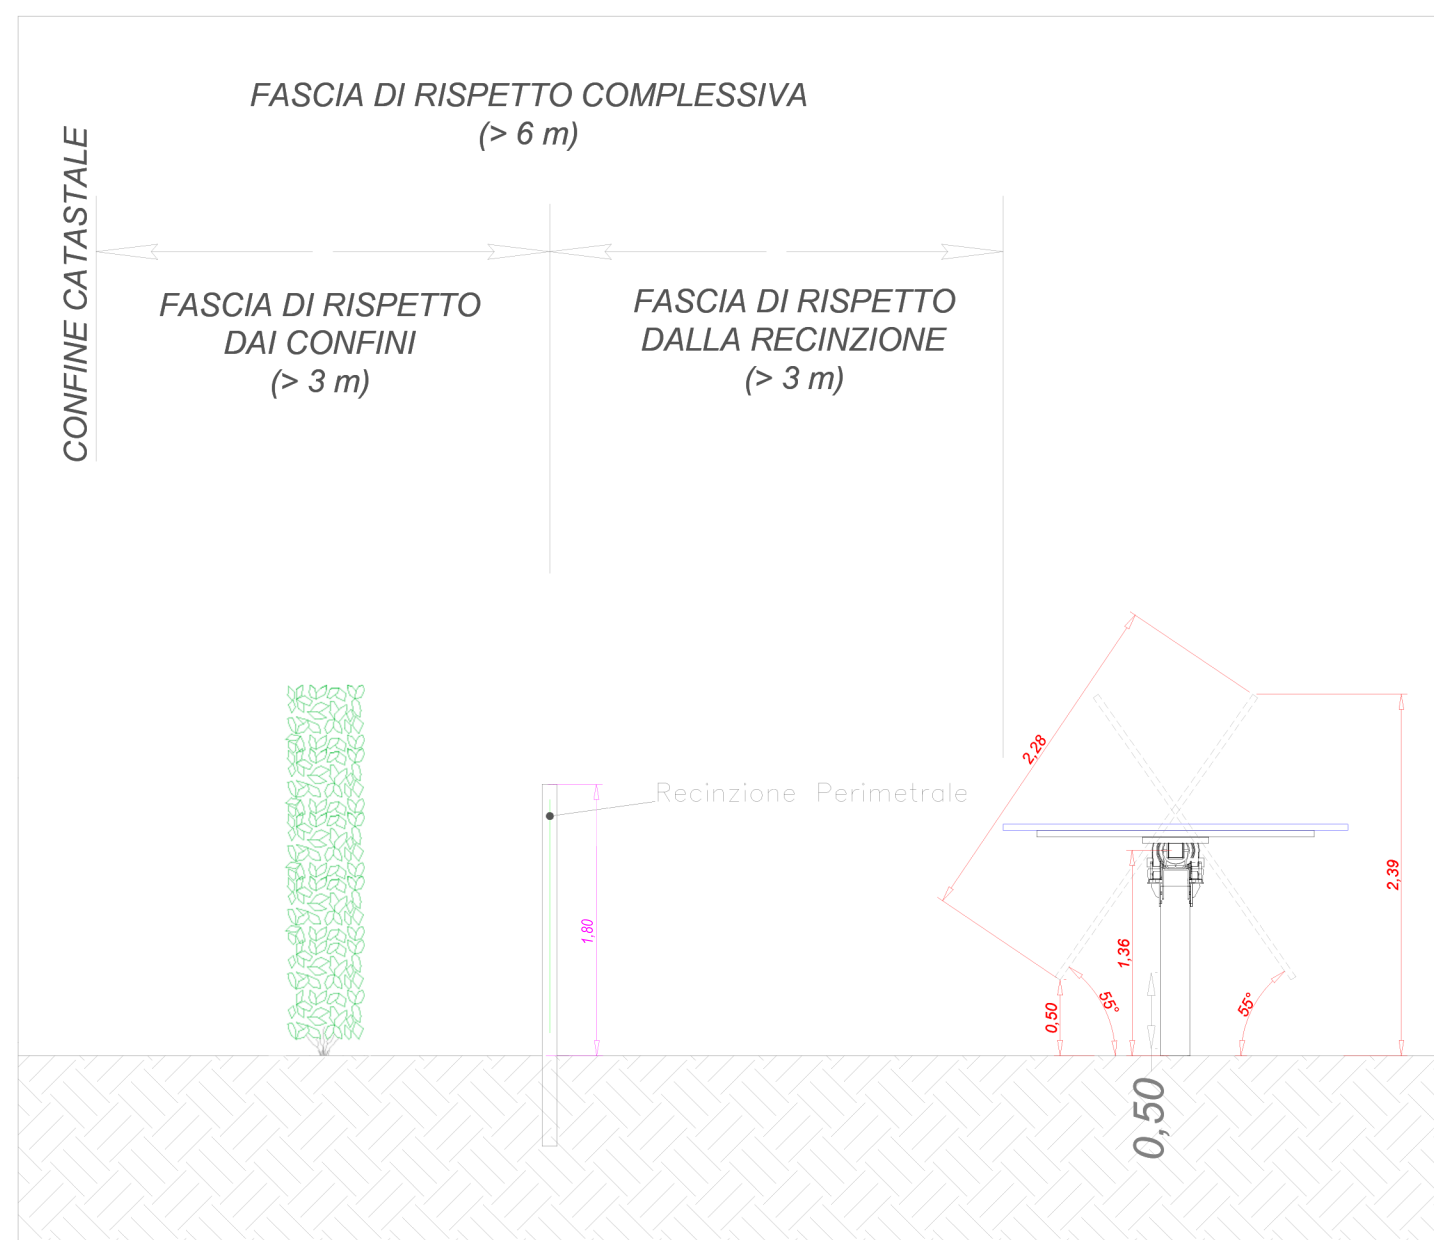 FASCIA DI RISPETTO COMPLESSIVA
(> 6 m)
CONFINE CATASTALE
FASCIA DI RISPETTO
DAI CONFINI
(> 3 m)
FASCIA DI RISPETTO
DALLA RECINZIONE
(> 3 m)
2,28
Recinzione Perimetrale
1,80
1,36
2,39
0,50
55°
55°
0,50